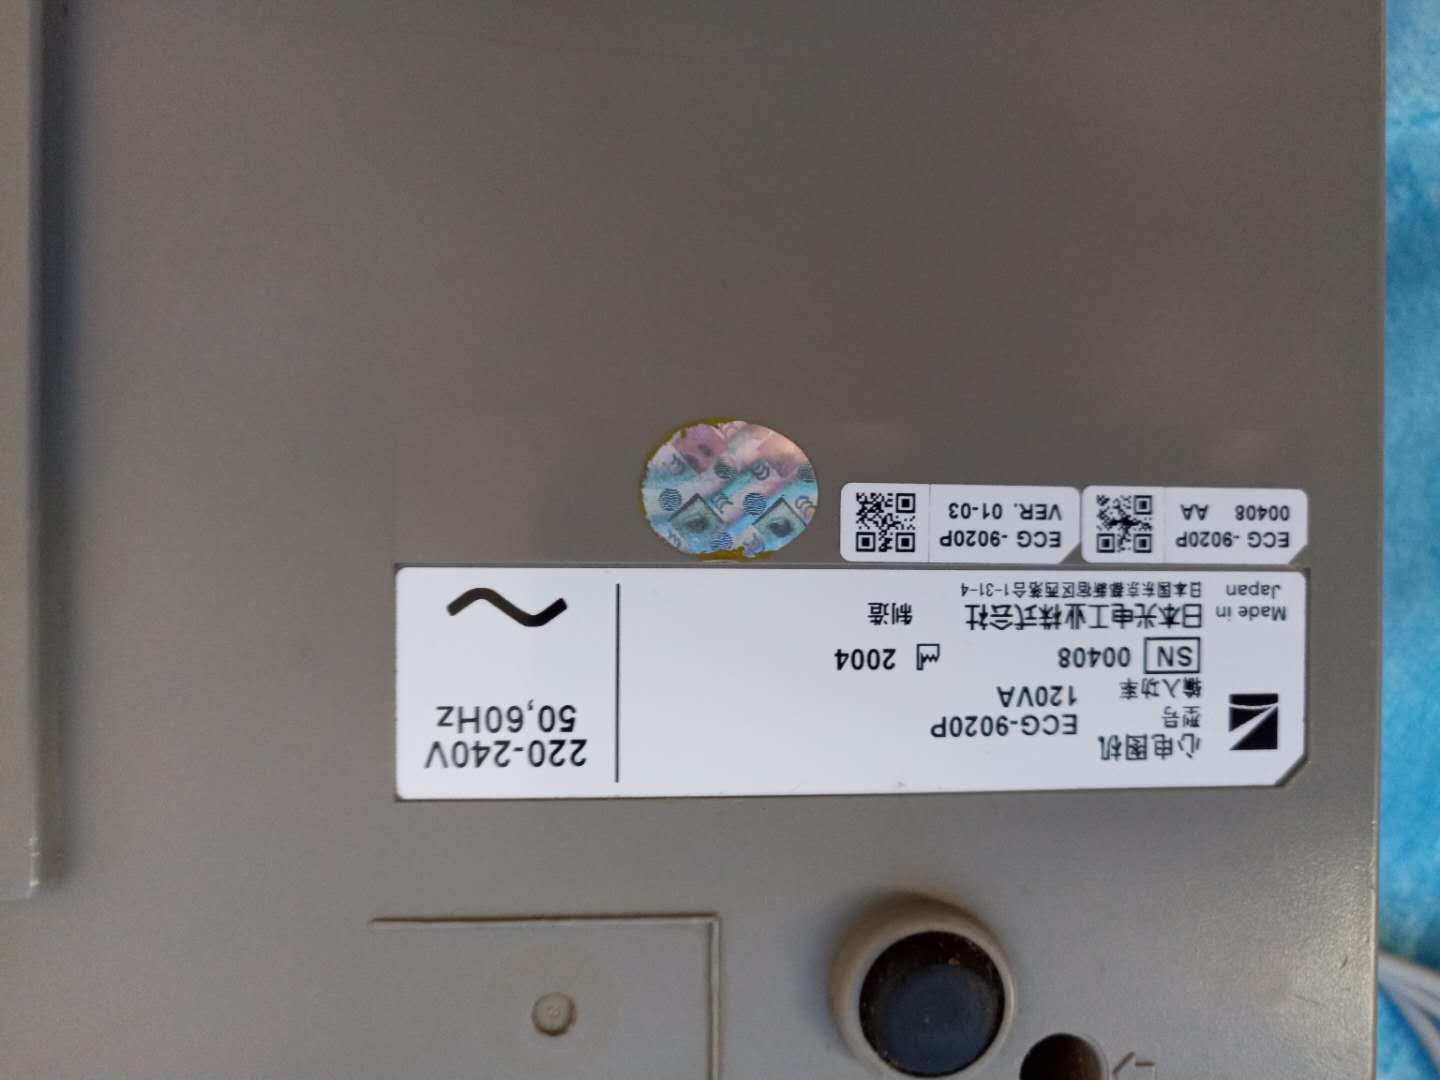 心电图机
型号 ECG-9020P
输入功率 120VA
SN 00408 2004
日本光电工业株式会社 制造
日本国东京都新宿区西落合1-31-4
Made in
Japan
220-240V
50,60Hz
ECG-9020P
00408 AA
ECG-9020P
VER. 01-03